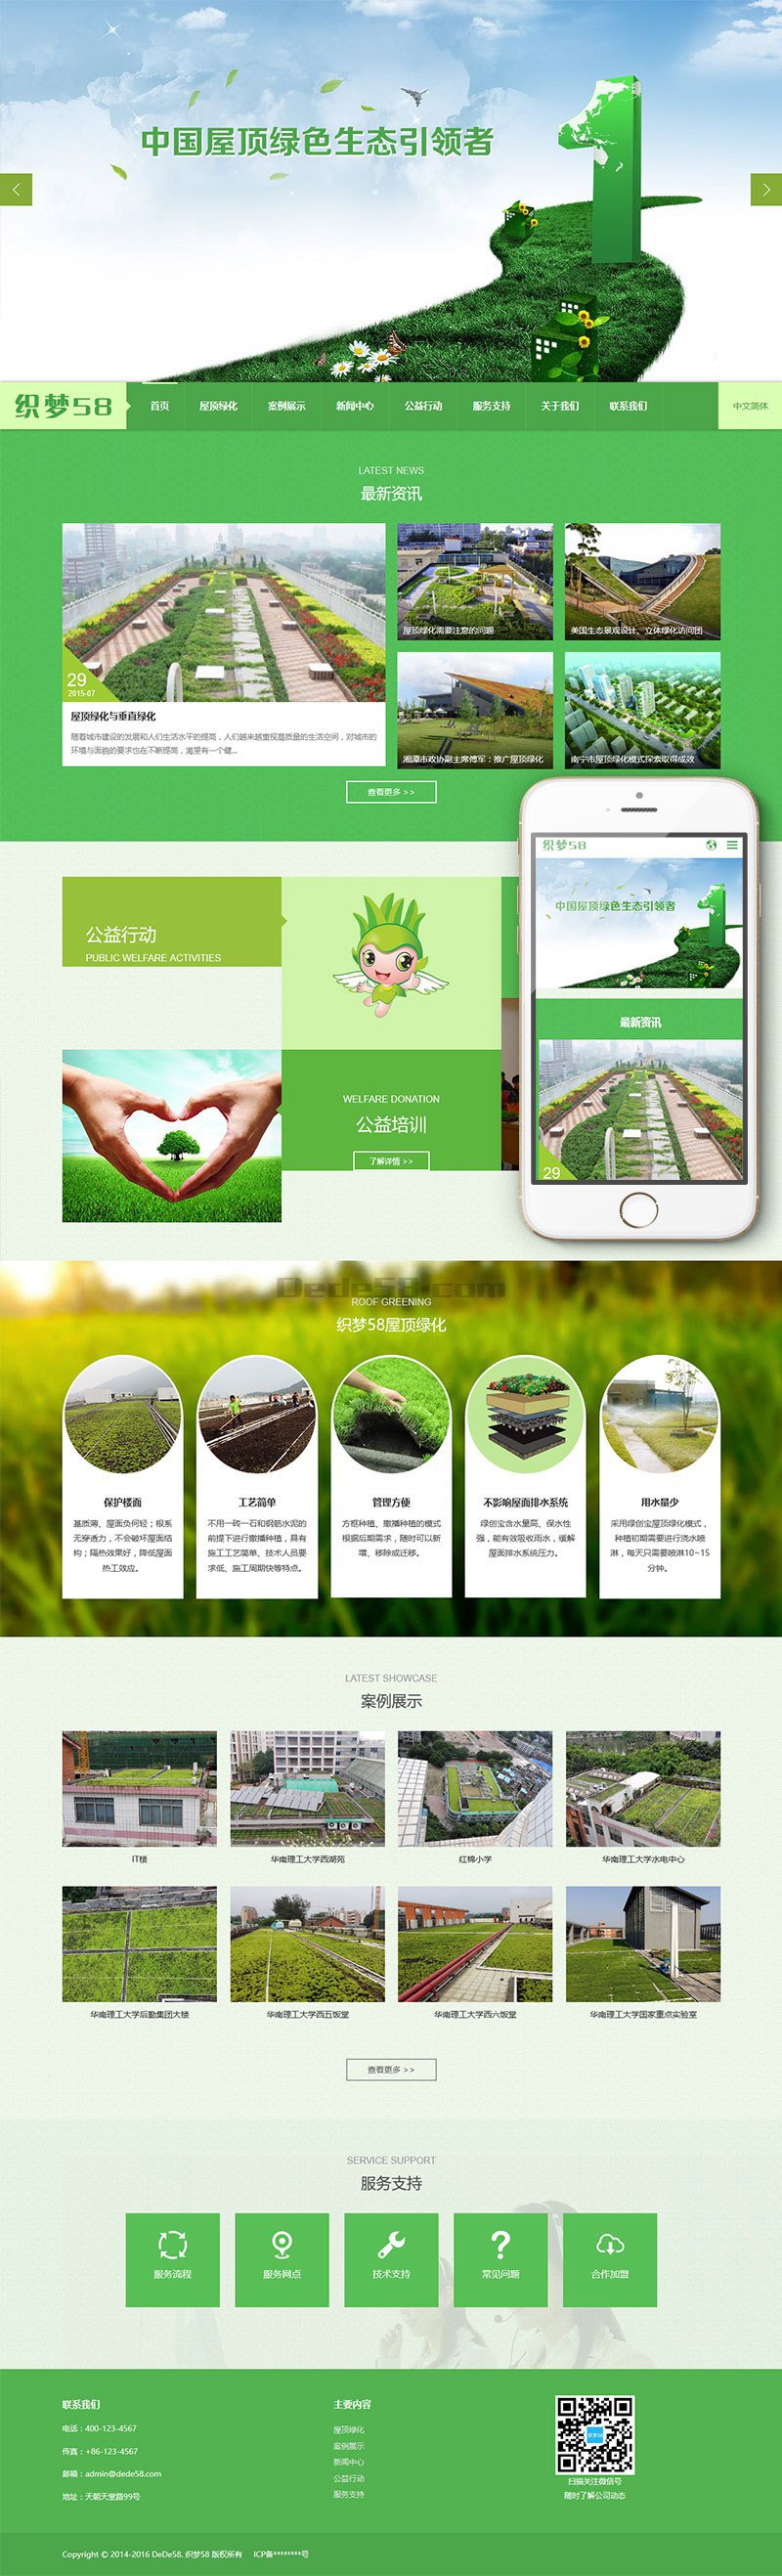 中国屋顶绿色生态引领者
织梦58
首页
屋顶绿化
案例展示
新闻中心
公益行动
服务支持
关于我们
联系我们
中文简体
LATEST NEWS
最新资讯
29
2015-07
屋顶绿化与垂直绿化
随着城市建设的发展和人们生活水平的提高，人们越来越重视基质量的生活空间，对城市的
环境与面貌的要求也在不断提高，渴望有一个健...
屋顶绿化需要注意的问题
美国生态景观设计、立体绿化访问团
湘潭市政协副主席傅军：推广屋顶绿化
南宁市屋顶绿化模式探索取得成效
查看更多 >>
织梦58
中国屋顶绿色生态引领者
最新资讯
29
公益行动
PUBLIC WELFARE ACTIVITIES
WELFARE DONATION
公益培训
了解详情 >>
Dede58.com
ROOF GREENING
织梦58屋顶绿化
保护楼面
基质薄、屋面负荷轻；根系
无穿透力，不会破坏屋面结
构；隔热效果好，降低屋面
热工效应。
工艺简单
不用一砖一石和钢筋水泥的
前提下进行撒播种植，具有
施工工艺简单、技术人员要
求低、施工周期快等特点。
管理方便
方框种植、撒播种植的模式
根据后期需求，随时可以新
增、移除或迁移。
不影响屋面排水系统
绿创宝含水量高、保水性
强，能有效吸收雨水，缓解
屋面排水系统压力。
用水量少
采用绿创宝屋顶绿化模式，
种植初期需要进行浇水喷
淋，每天只需要喷淋10~15
分钟。
LATEST SHOWCASE
案例展示
IT楼
华南理工大学西湖苑
红棉小学
华南理工大学水电中心
华南理工大学后勤集团大楼
华南理工大学西五饭堂
华南理工大学西六饭堂
华南理工大学国家重点实验室
查看更多 >>
SERVICE SUPPORT
服务支持
服务流程
服务网点
技术支持
常见问题
合作加盟
联系我们
电话：400-123-4567
传真：+86-123-4567
邮箱：admin@dede58.com
地址：天朝天堂路99号
主要内容
屋顶绿化
案例展示
新闻中心
公益行动
服务支持
织梦58
扫描关注微信号
随时了解公司动态
Copyright © 2014-2016 DeDe58. 织梦58 版权所有 ICP备********号